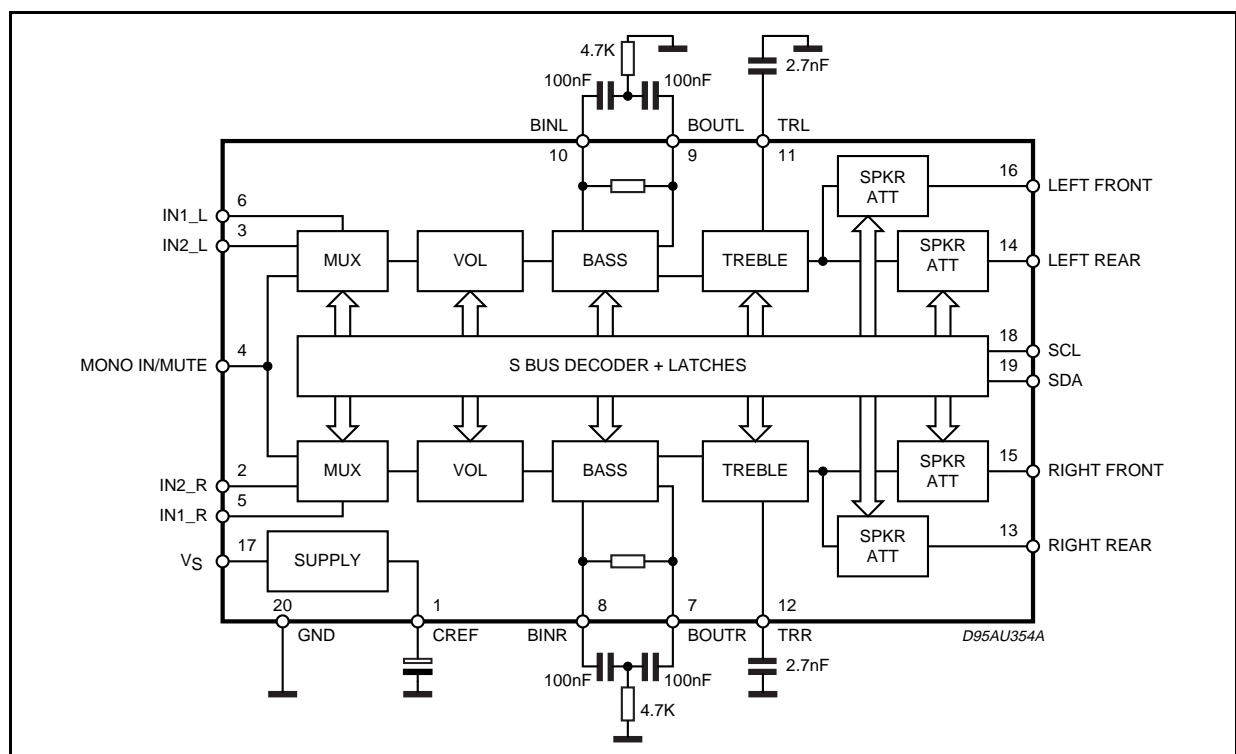 4.7K
2.7nF
100nF 100nF
BINL BOUTL TRL
10 9 11
SPKR
ATT
16
LEFT FRONT
6
IN1_L
3
IN2_L
MUX
VOL
BASS
TREBLE
SPKR
ATT
14
LEFT REAR
4
MONO IN/MUTE
S BUS DECODER + LATCHES
18
SCL
19
SDA
MUX
VOL
BASS
TREBLE
SPKR
ATT
15
RIGHT FRONT
2
IN2_R
5
IN1_R
SPKR
ATT
13
RIGHT REAR
17
VS
SUPPLY
20 1 8 7 12
GND CREF BINR BOUTR TRR
D95AU354A
100nF 100nF
2.7nF
4.7K